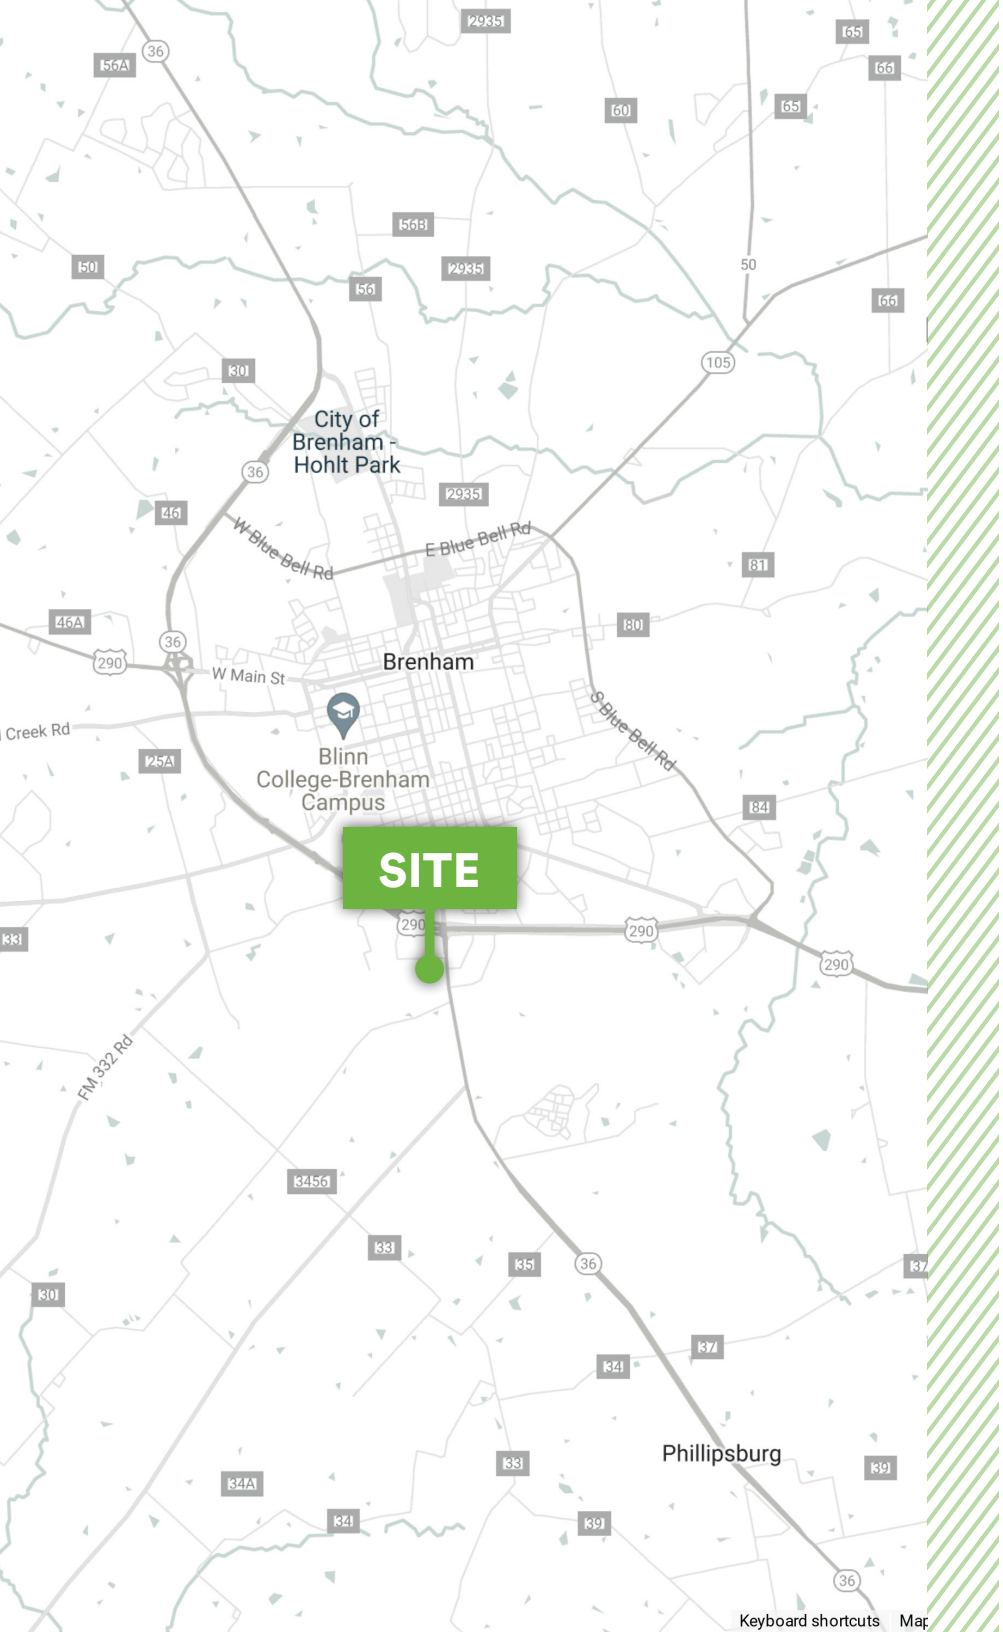 2935
65
36
56A
66
65
60
56B
50
2935
50
56
66
105
30
City of
Brenham -
Hohlt Park
36
2935
46
W Blue Bell Rd
E Blue Bell Rd
81
46A
80
36
290
Brenham
W Main St
l Creek Rd
S Blue Bell Rd
25A
Blinn
College-Brenham
Campus
84
SITE
290
290
33
290
FM 332 Rd
3456
33
35
36
37
30
37
34
Phillipsburg
33
39
34A
34
39
36
Keyboard shortcuts
Map